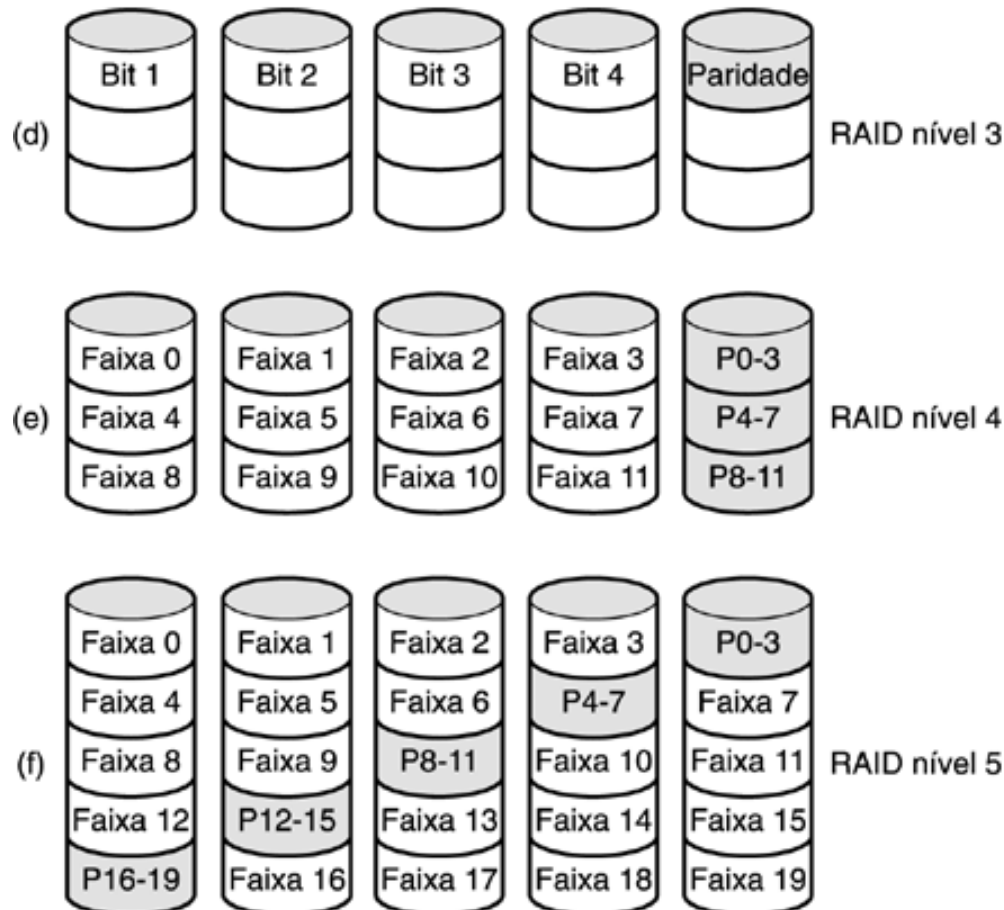 Bit 1 Bit 2 Bit 3 Bit 4 Paridade
(d) RAID nível 3
Faixa 0 Faixa 1 Faixa 2 Faixa 3 P0-3
(e) Faixa 4 Faixa 5 Faixa 6 Faixa 7 P4-7 RAID nível 4
Faixa 8 Faixa 9 Faixa 10 Faixa 11 P8-11
Faixa 0 Faixa 1 Faixa 2 Faixa 3 P0-3
Faixa 4 Faixa 5 Faixa 6 P4-7 Faixa 7
(f) Faixa 8 Faixa 9 P8-11 Faixa 10 Faixa 11 RAID nível 5
Faixa 12 P12-15 Faixa 13 Faixa 14 Faixa 15
P16-19 Faixa 16 Faixa 17 Faixa 18 Faixa 19